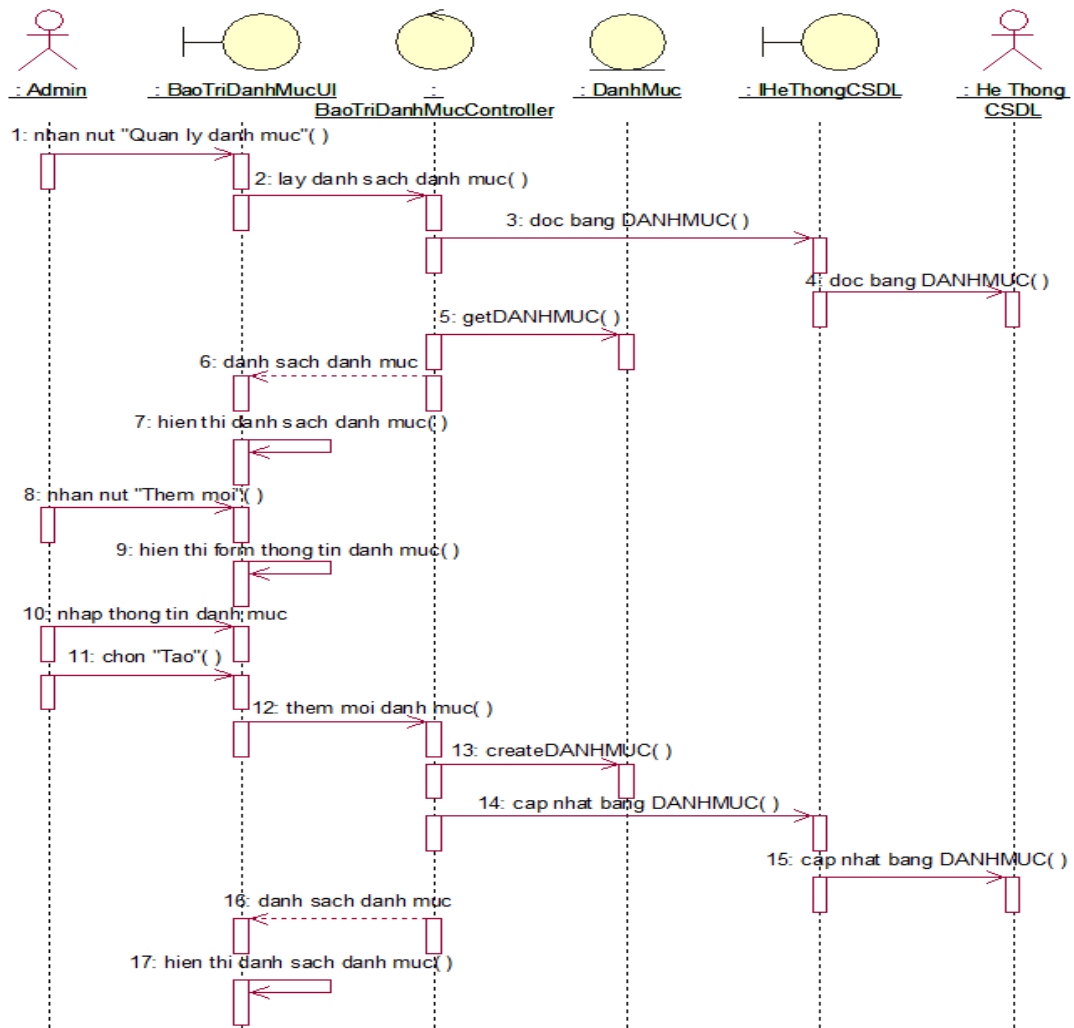 : Admin
: BaoTriDanhMucUI
:
BaoTriDanhMucController
: DanhMuc
: IHeThongCSDL
: He Thong
CSDL
1: nhan nut "Quan ly danh muc"( )
2: lay danh sach danh muc( )
3: doc bang DANHMUC( )
4: doc bang DANHMUC( )
5: getDANHMUC( )
6: danh sach danh muc
7: hien thi danh sach danh muc( )
8: nhan nut "Them moi"( )
9: hien thi form thong tin danh muc( )
10: nhap thong tin danh muc
11: chon "Tao"( )
12: them moi danh muc( )
13: createDANHMUC( )
14: cap nhat bang DANHMUC( )
15: cap nhat bang DANHMUC( )
16: danh sach danh muc
17: hien thi danh sach danh muc( )